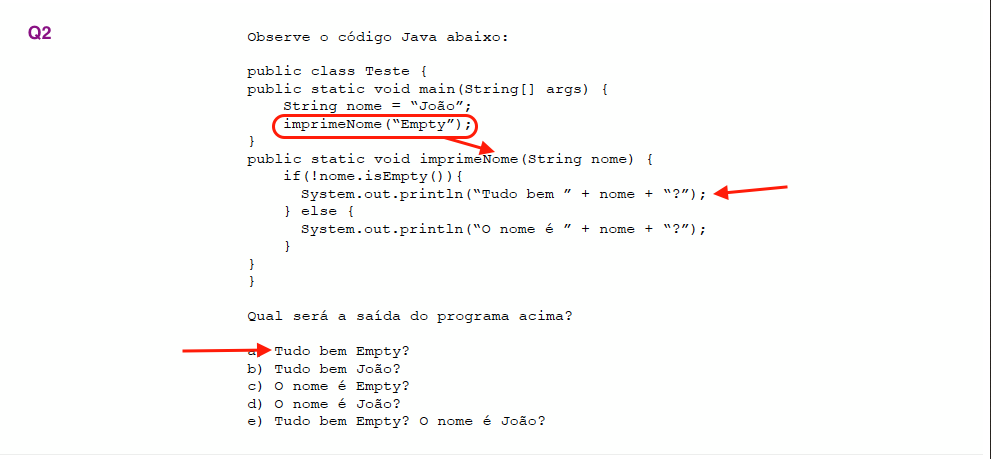 Q2
Observe o código Java abaixo:
public class Teste {
public static void main(String[] args) {
String nome = “João”;
imprimeNome(“Empty”);
}
public static void imprimeNome(String nome) {
if(!nome.isEmpty()){
System.out.println(“Tudo bem ” + nome + “?”);
} else {
System.out.println(“O nome é ” + nome + “?”);
}
}
}
Qual será a saída do programa acima?
a) Tudo bem Empty?
b) Tudo bem João?
c) O nome é Empty?
d) O nome é João?
e) Tudo bem Empty? O nome é João?